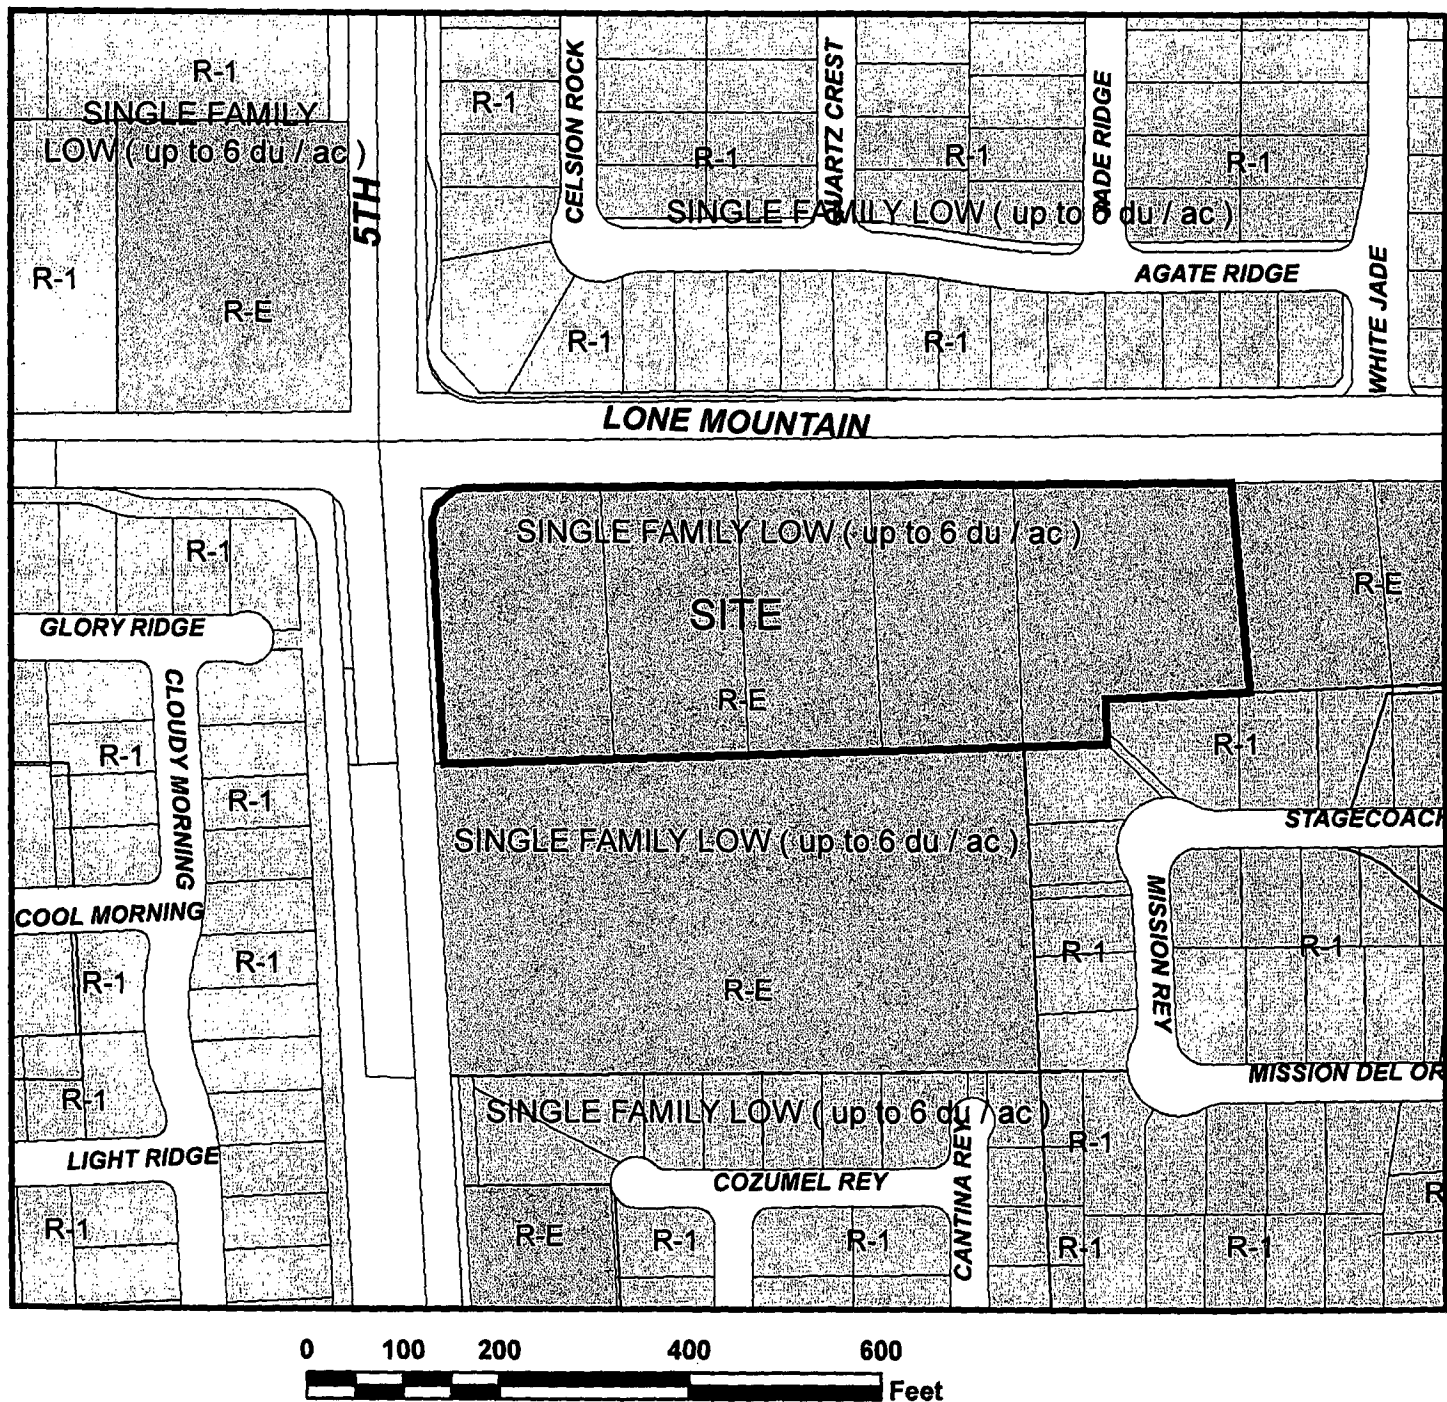 R-1
SINGLE FAMILY
LOW ( up to 6 du / ac )
R-1
R-E
5TH
R-1
CELSION ROCK
R-1
QUARTZ CREST
R-1
JADE RIDGE
R-1
SINGLE FAMILY LOW ( up to 6 du / ac )
AGATE RIDGE
WHITE JADE
R-1
R-1
LONE MOUNTAIN
SINGLE FAMILY LOW ( up to 6 du / ac )
SITE
R-E
R-E
R-1
GLORY RIDGE
CLOUDY MORNING
R-1
R-1
R-1
STAGECOACH
SINGLE FAMILY LOW ( up to 6 du / ac )
COOL MORNING
R-1
R-1
R-E
R-1
MISSION REY
R-1
MISSION DEL OR
R-1
SINGLE FAMILY LOW ( up to 6 du / ac )
R-1
LIGHT RIDGE
COZUMEL REY
CANTINA REY
R
R-1
R-E
R-1
R-1
R-1
R-1
0 100 200 400 600
Feet